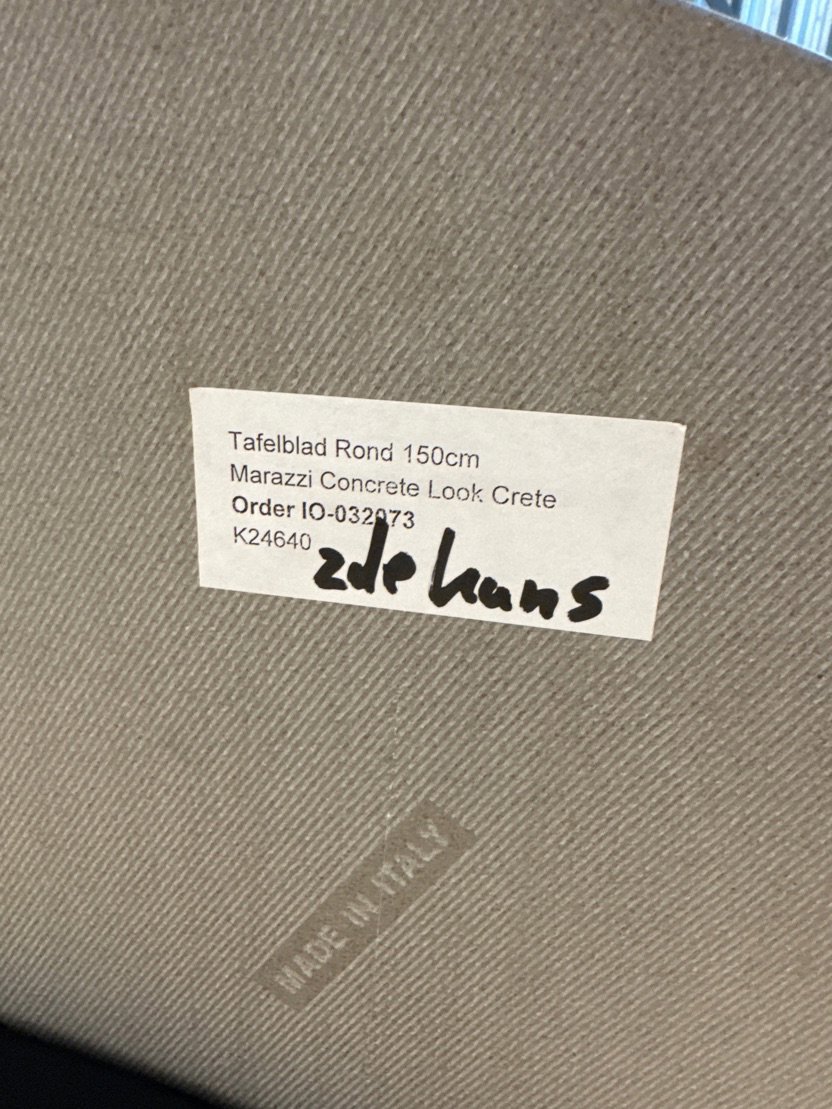 Tafelblad Rond 150cm
Marazzi Concrete Look Crete
Order IO-032073
K24640
2de kans
MADE IN ITALY